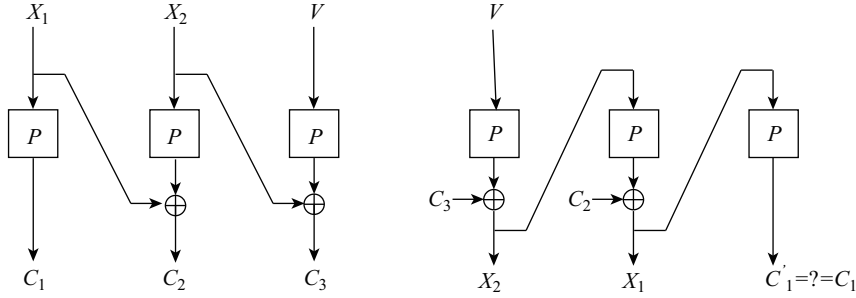 X1 X2 V V
P P P P P P
C3 C2
C1 C2 C3 X2 X1 C'1=?=C1